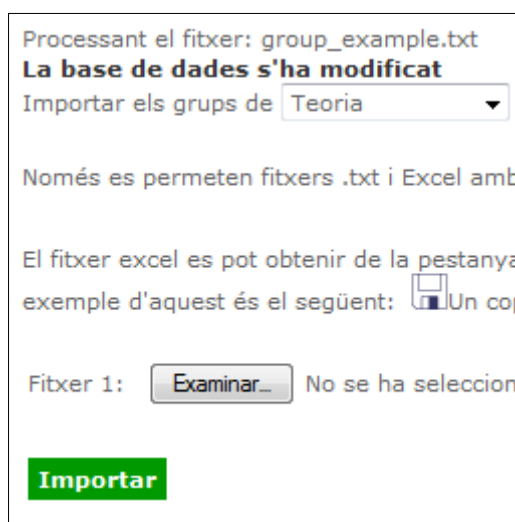 Processant el fitxer: group_example.txt
La base de dades s'ha modificat
Importar els grups de Teoria
Només es permeten fitxers .txt i Excel amb
El fitxer excel es pot obtenir de la pestanya
exemple d'aquest és el següent: Un cop
Fitxer 1: Examinar... No se ha seleccion
Importar